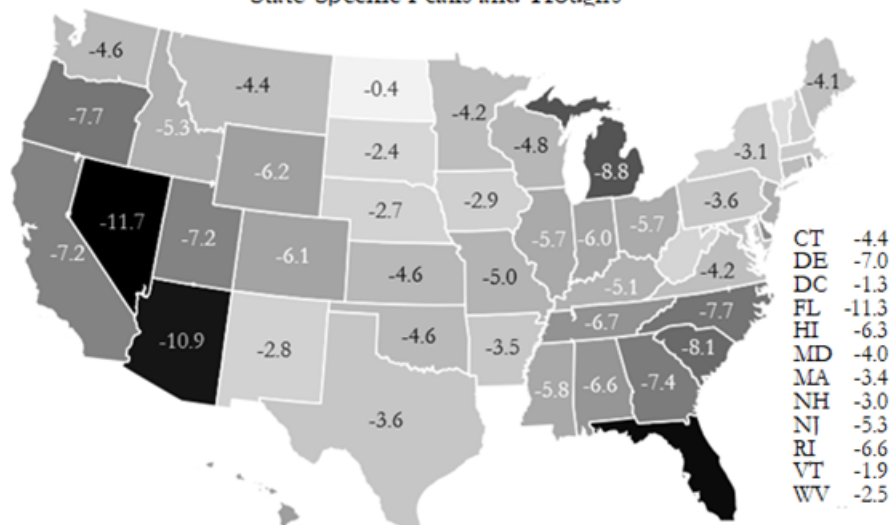 State-Specific Peaks and Troughs
-4.6
-4.4
-0.4
-4.2
-4.1
-7.7
-5.3
-2.4
-4.8
-3.1
-6.2
-8.8
-3.6
-2.7
-2.9
-11.7
-7.2
-5.7
-6.0
-5.7
-7.2
-6.1
-4.6
-5.0
-5.1
-4.2
-10.9
-2.8
-4.6
-3.5
-6.7
-7.7
-8.1
-3.6
-5.8
-6.6
-7.4
CT -4.4
DE -7.0
DC -1.3
FL -11.3
HI -6.3
MD -4.0
MA -3.4
NH -3.0
NJ -5.3
RI -6.6
VT -1.9
WV -2.5